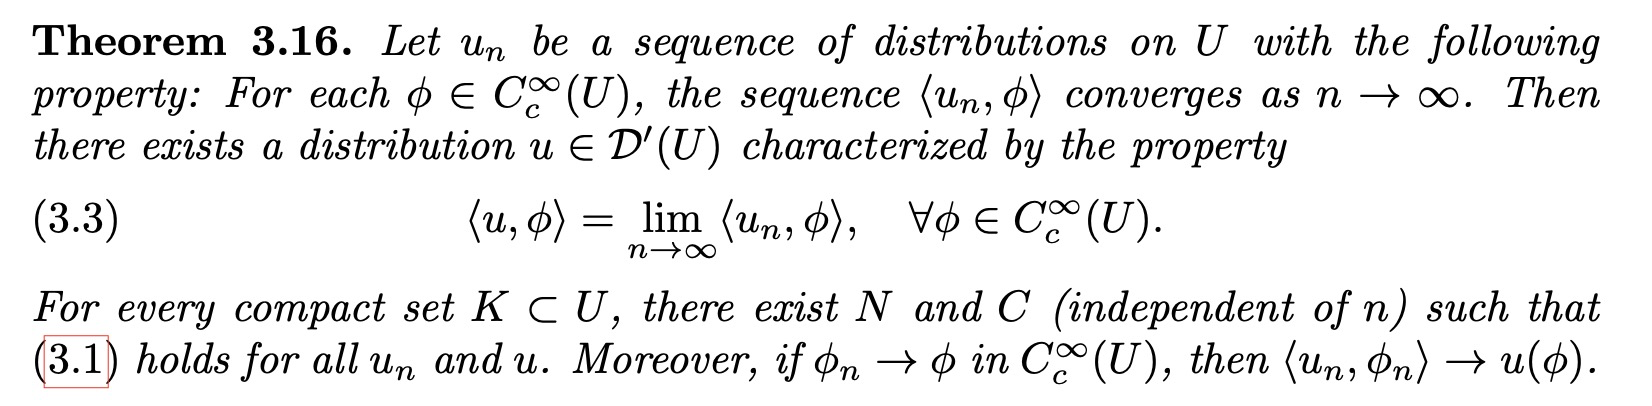 Theorem 3.16. Let uₙ be a sequence of distributions on U with the following
property: For each ϕ ∈ C_c^∞(U), the sequence ⟨uₙ, ϕ⟩ converges as n → ∞. Then
there exists a distribution u ∈ 𝒟′(U) characterized by the property
(3.3) ⟨u, ϕ⟩ = lim_{n→∞} ⟨uₙ, ϕ⟩, ∀ϕ ∈ C_c^∞(U).
For every compact set K ⊂ U, there exist N and C (independent of n) such that
(3.1) holds for all uₙ and u. Moreover, if ϕₙ → ϕ in C_c^∞(U), then ⟨uₙ, ϕₙ⟩ → u(ϕ).